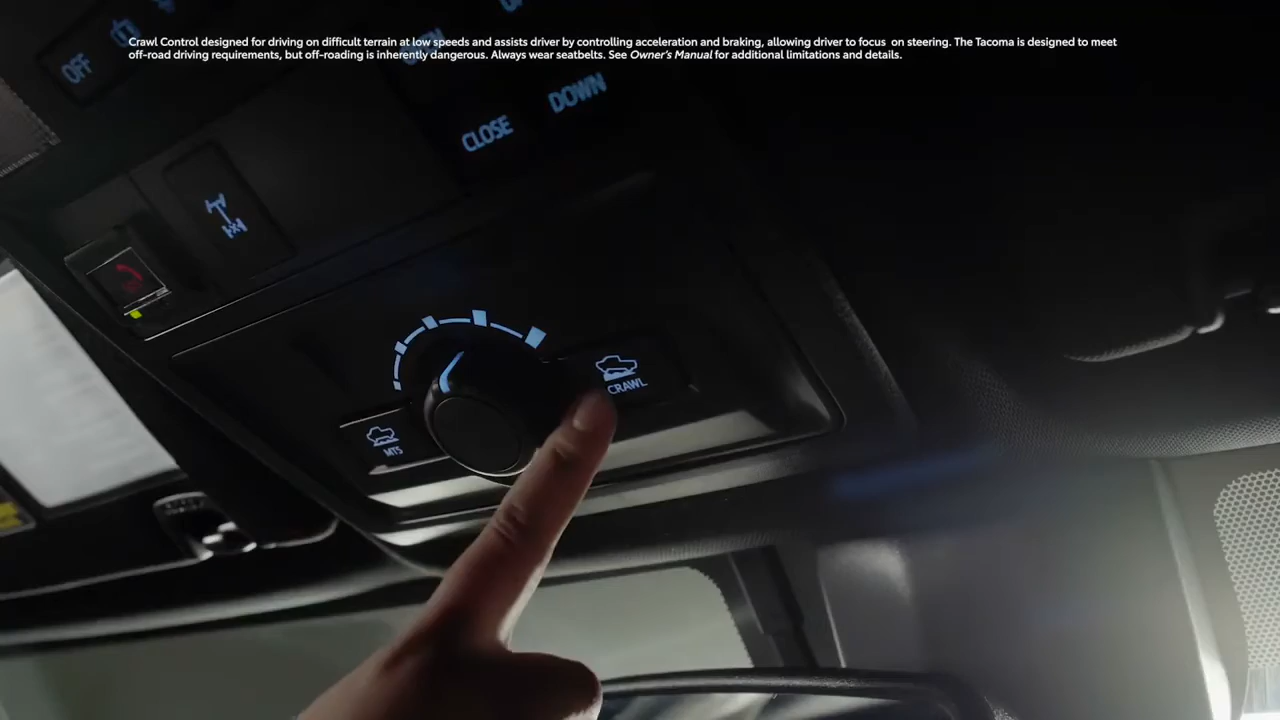 Crawl Control designed for driving on difficult terrain at low speeds and assists driver by controlling acceleration and braking, allowing driver to focus on steering. The Tacoma is designed to meet
off-road driving requirements, but off-roading is inherently dangerous. Always wear seatbelts. See Owner's Manual for additional limitations and details.
OFF
DOWN
CLOSE
CRAWL
MTS